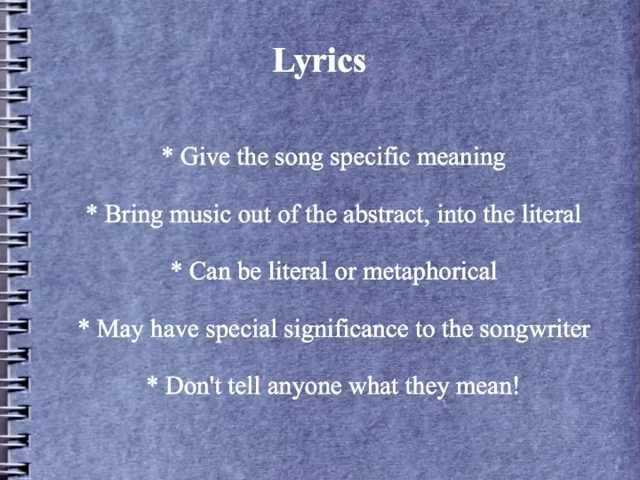 Lyrics
* Give the song specific meaning
* Bring music out of the abstract, into the literal
* Can be literal or metaphorical
* May have special significance to the songwriter
* Don't tell anyone what they mean!